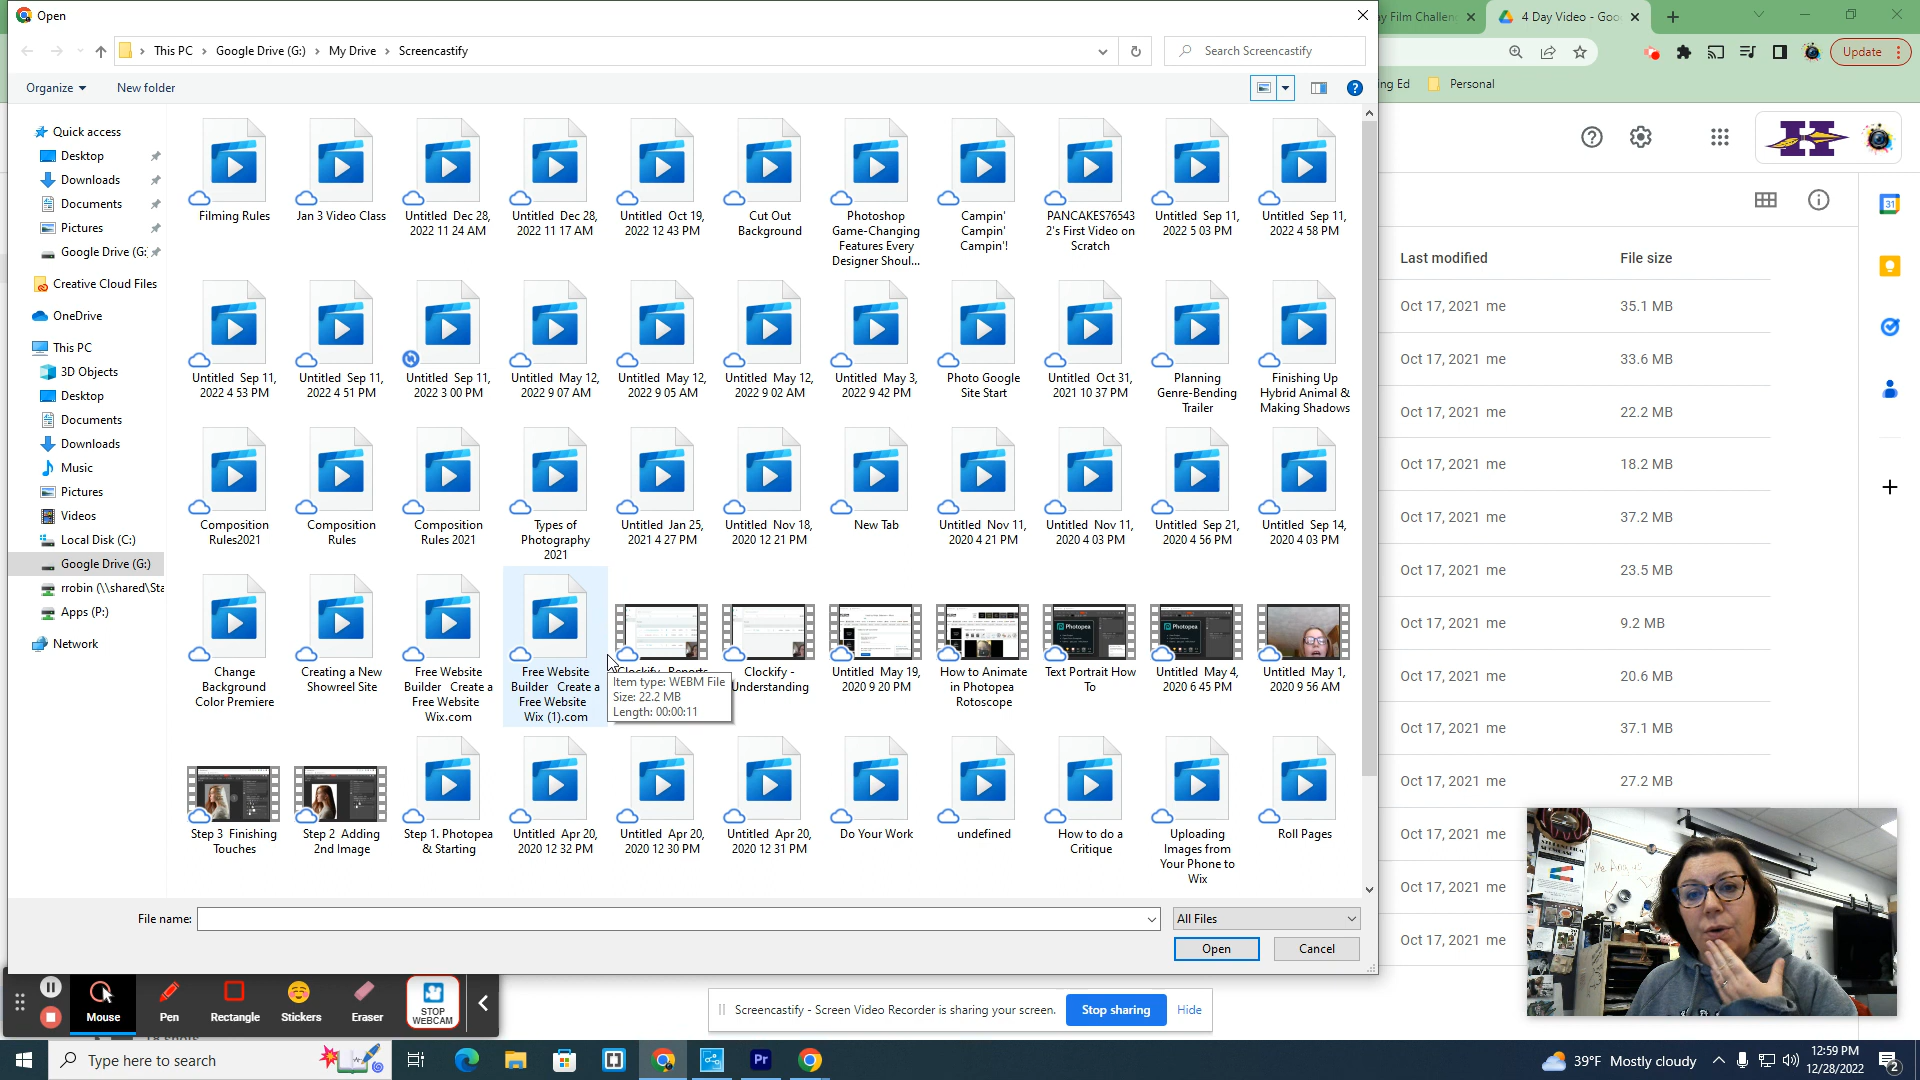 Open
This PC
Google Drive (G:)
My Drive
Screencastify
Search Screencastify
Organize
New folder
Quick access
Desktop
Downloads
Documents
Pictures
Google Drive (G:
Creative Cloud Files
OneDrive
This PC
3D Objects
Desktop
Documents
Downloads
Music
Pictures
Videos
Local Disk (C:)
Google Drive (G:)
rrobin (\\shared\Sta
Apps (P:)
Network
Filming Rules
Jan 3 Video Class
Untitled Dec 28,
2022 11 24 AM
Untitled Dec 28,
2022 11 17 AM
Untitled Oct 19,
2022 12 43 PM
Cut Out
Background
Photoshop
Game-Changing
Features Every
Designer Shoul...
Campin'
Campin'
Campin'!
PANCAKES76543
2's First Video on
Scratch
Untitled Sep 11,
2022 5 03 PM
Untitled Sep 11,
2022 4 58 PM
Untitled Sep 11,
2022 4 53 PM
Untitled Sep 11,
2022 4 51 PM
Untitled Sep 11,
2022 3 00 PM
Untitled May 12,
2022 9 07 AM
Untitled May 12,
2022 9 05 AM
Untitled May 12,
2022 9 02 AM
Untitled May 3,
2022 9 42 PM
Photo Google
Site Start
Untitled Oct 31,
2021 10 37 PM
Planning
Genre-Bending
Trailer
Finishing Up
Hybrid Animal &
Making Shadows
Composition
Rules2021
Composition
Rules
Composition
Rules 2021
Types of
Photography
2021
Untitled Jan 25,
2021 4 27 PM
Untitled Nov 18,
2020 12 21 PM
New Tab
Untitled Nov 11,
2020 4 21 PM
Untitled Nov 11,
2020 4 03 PM
Untitled Sep 21,
2020 4 56 PM
Untitled Sep 14,
2020 4 03 PM
Change
Background
Color Premiere
Creating a New
Showreel Site
Free Website
Builder Create a
Free Website
Wix.com
Free Website
Builder Create a
Free Website
Wix (1).com
Clockify - Reports
Item type: WEBM File
Size: 22.2 MB
Length: 00:00:11
Clockify -
Understanding
Untitled May 19,
2020 9 20 PM
How to Animate
in Photopea
Rotoscope
Photopea
Text Portrait How
To
Photopea
Untitled May 4,
2020 6 45 PM
Untitled May 1,
2020 9 56 AM
Step 3 Finishing
Touches
Step 2 Adding
2nd Image
Step 1. Photopea
& Starting
Untitled Apr 20,
2020 12 32 PM
Untitled Apr 20,
2020 12 30 PM
Untitled Apr 20,
2020 12 31 PM
Do Your Work
undefined
How to do a
Critique
Uploading
Images from
Your Phone to
Wix
Roll Pages
File name:
All Files
Open
Cancel
ay Film Challen
4 Day Video - Goo
Update
ing Ed
Personal
H
31
Last modified
File size
Oct 17, 2021 me
35.1 MB
Oct 17, 2021 me
33.6 MB
Oct 17, 2021 me
22.2 MB
Oct 17, 2021 me
18.2 MB
Oct 17, 2021 me
37.2 MB
Oct 17, 2021 me
23.5 MB
Oct 17, 2021 me
9.2 MB
Oct 17, 2021 me
20.6 MB
Oct 17, 2021 me
37.1 MB
Oct 17, 2021 me
27.2 MB
Oct 17, 2021 me
Oct 17, 2021 me
Oct 17, 2021 me
Mouse
Pen
Rectangle
Stickers
Eraser
STOP
WEBCAM
Screencastify - Screen Video Recorder is sharing your screen.
Stop sharing
Hide
Type here to search
Pr
39°F Mostly cloudy
12:59 PM
12/28/2022
2